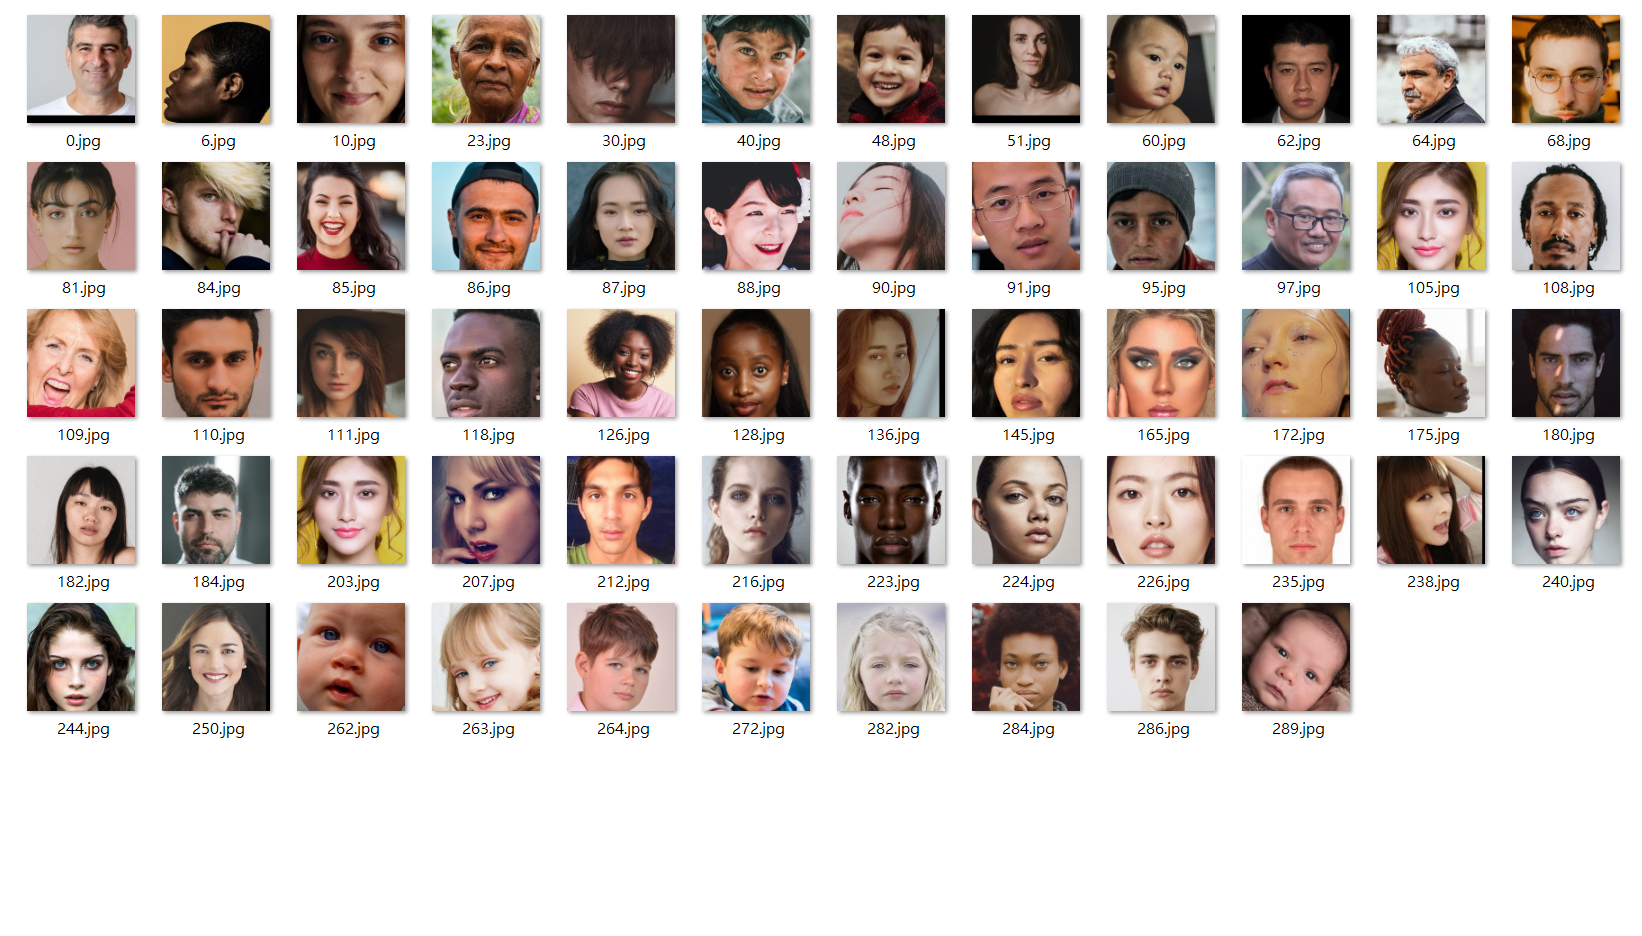 0.jpg 6.jpg 10.jpg 23.jpg 30.jpg 40.jpg 48.jpg 51.jpg 60.jpg 62.jpg 64.jpg 68.jpg
81.jpg 84.jpg 85.jpg 86.jpg 87.jpg 88.jpg 90.jpg 91.jpg 95.jpg 97.jpg 105.jpg 108.jpg
109.jpg 110.jpg 111.jpg 118.jpg 126.jpg 128.jpg 136.jpg 145.jpg 165.jpg 172.jpg 175.jpg 180.jpg
182.jpg 184.jpg 203.jpg 207.jpg 212.jpg 216.jpg 223.jpg 224.jpg 226.jpg 235.jpg 238.jpg 240.jpg
244.jpg 250.jpg 262.jpg 263.jpg 264.jpg 272.jpg 282.jpg 284.jpg 286.jpg 289.jpg